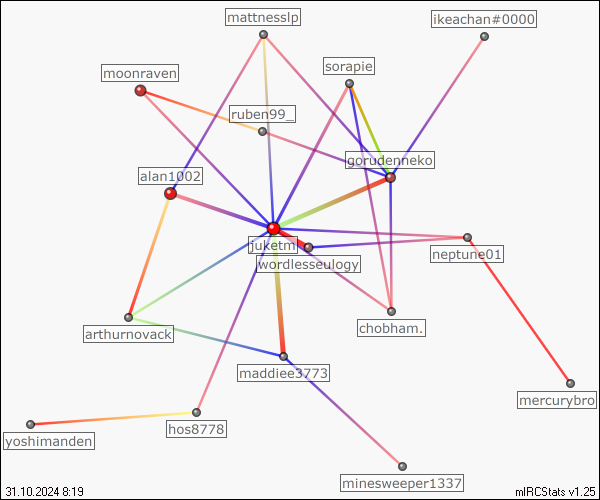 mattnesslp
ikeachan#0000
moonraven
sorapie
ruben99_
gorudenneko
alan1002
juketm
wordlesseulogy
neptune01
arthurnovack
chobham.
maddiee3773
mercurybro
hos8778
yoshimanden
minesweeper1337
31.10.2024 8:19
mIRCStats v1.25